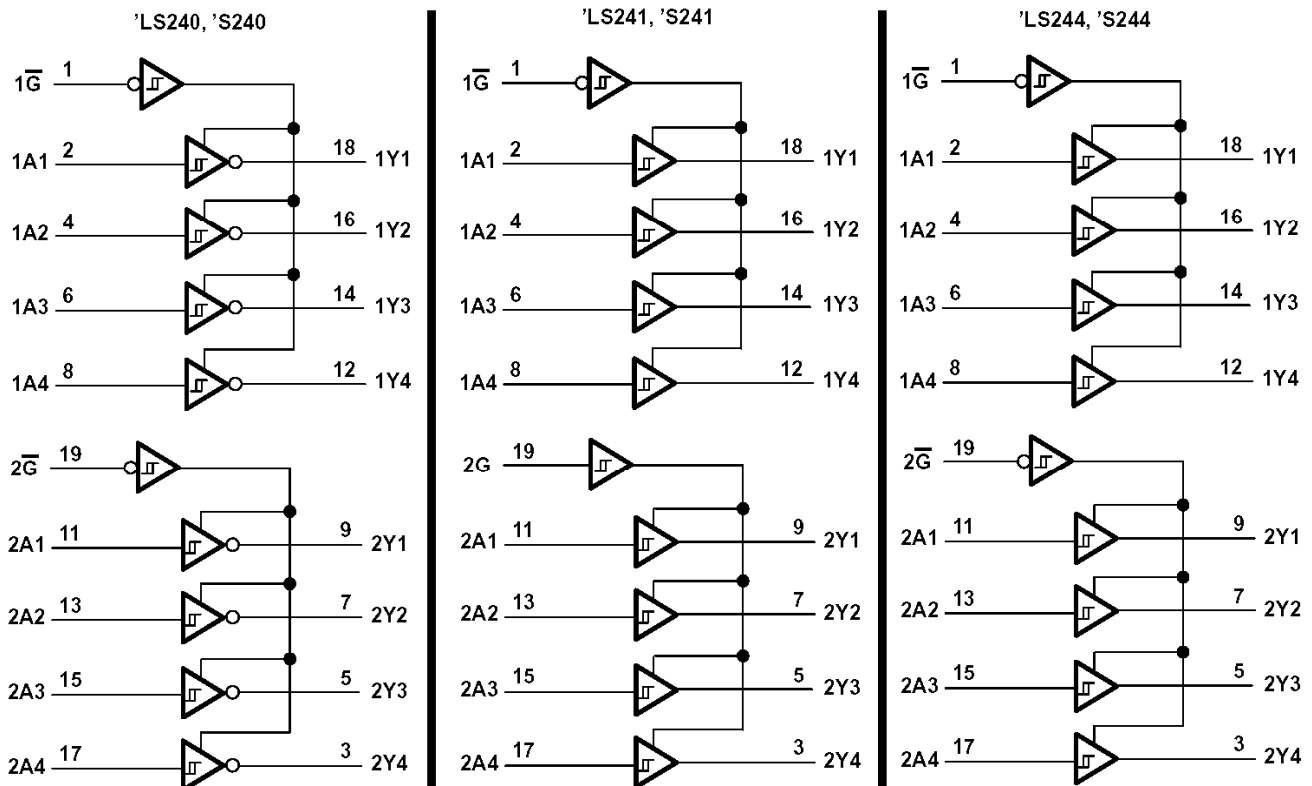 'LS240, 'S240
1G̅ 1
1A1 2 18 1Y1
1A2 4 16 1Y2
1A3 6 14 1Y3
1A4 8 12 1Y4
2G̅ 19
2A1 11 9 2Y1
2A2 13 7 2Y2
2A3 15 5 2Y3
2A4 17 3 2Y4
'LS241, 'S241
1G̅ 1
1A1 2 18 1Y1
1A2 4 16 1Y2
1A3 6 14 1Y3
1A4 8 12 1Y4
2G 19
2A1 11 9 2Y1
2A2 13 7 2Y2
2A3 15 5 2Y3
2A4 17 3 2Y4
'LS244, 'S244
1G̅ 1
1A1 2 18 1Y1
1A2 4 16 1Y2
1A3 6 14 1Y3
1A4 8 12 1Y4
2G̅ 19
2A1 11 9 2Y1
2A2 13 7 2Y2
2A3 15 5 2Y3
2A4 17 3 2Y4